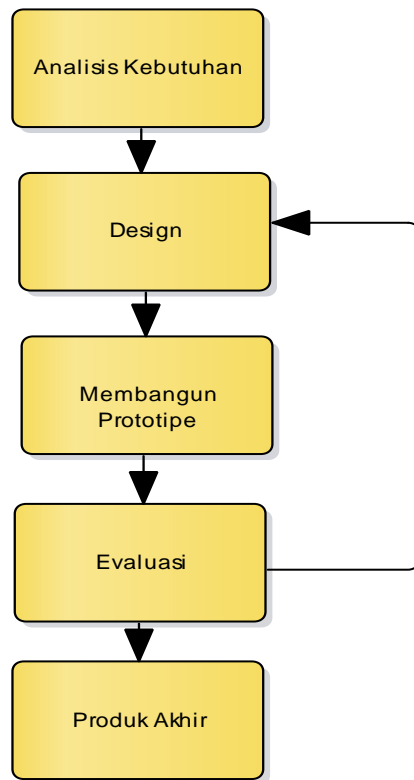 Analisis Kebutuhan
Design
Membangun
Prototipe
Evaluasi
Produk Akhir